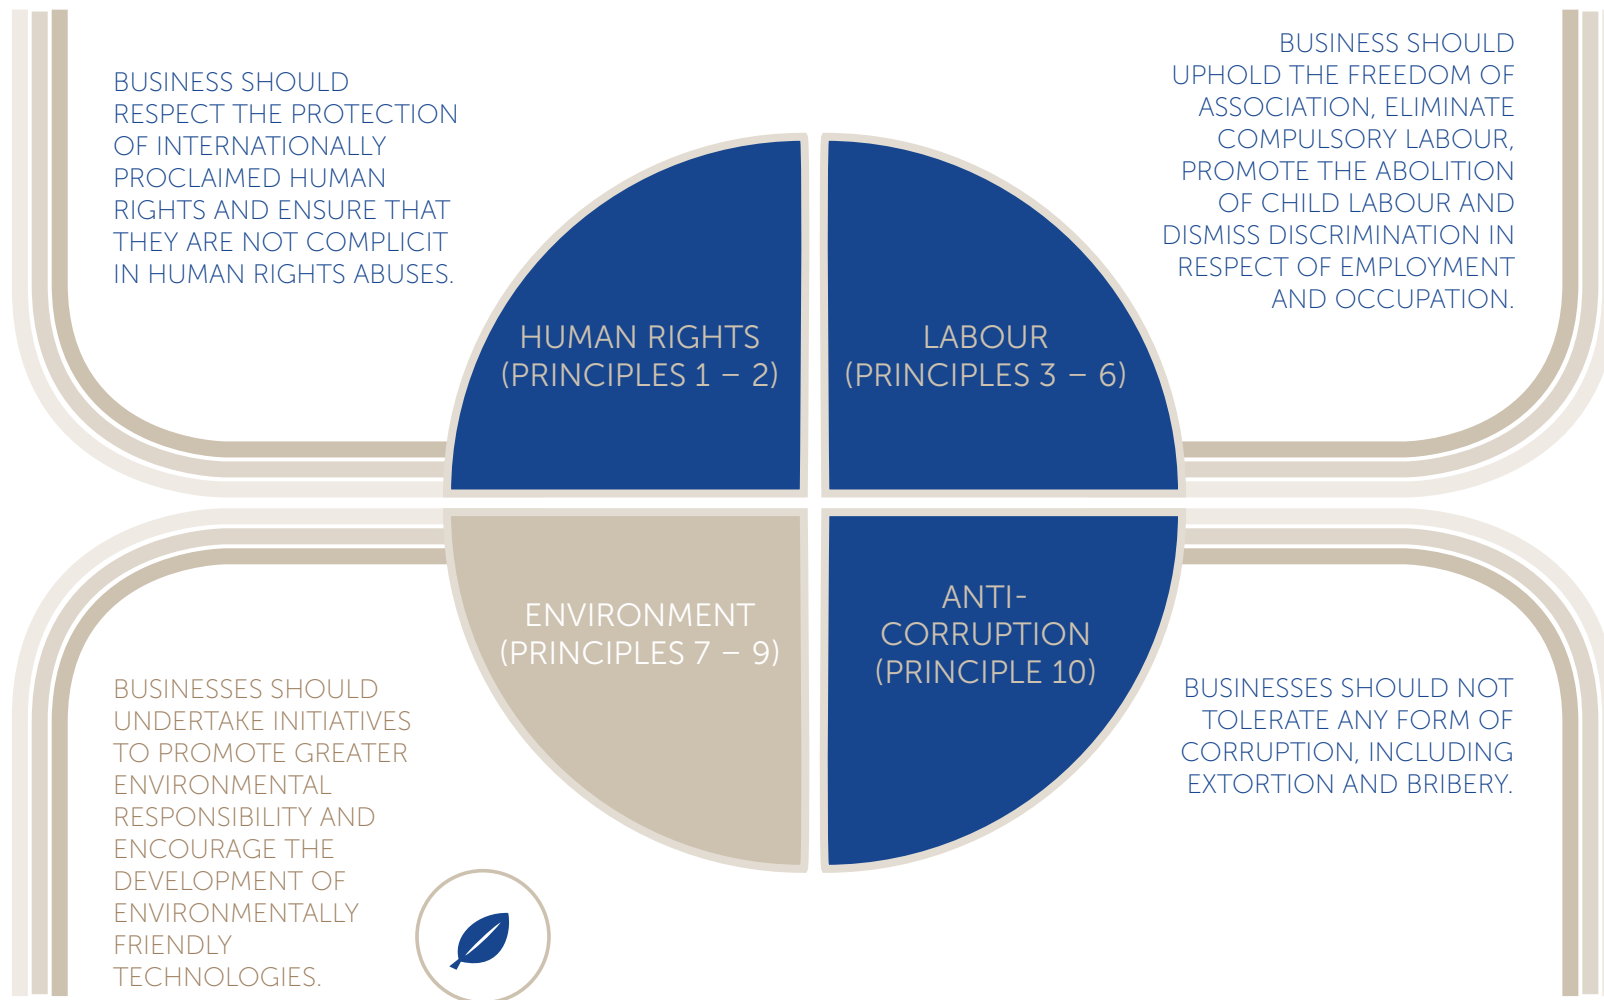 BUSINESS SHOULD
RESPECT THE PROTECTION
OF INTERNATIONALLY
PROCLAIMED HUMAN
RIGHTS AND ENSURE THAT
THEY ARE NOT COMPLICIT
IN HUMAN RIGHTS ABUSES.
BUSINESS SHOULD
UPHOLD THE FREEDOM OF
ASSOCIATION, ELIMINATE
COMPULSORY LABOUR,
PROMOTE THE ABOLITION
OF CHILD LABOUR AND
DISMISS DISCRIMINATION IN
RESPECT OF EMPLOYMENT
AND OCCUPATION.
HUMAN RIGHTS
(PRINCIPLES 1 – 2)
LABOUR
(PRINCIPLES 3 – 6)
ENVIRONMENT
(PRINCIPLES 7 – 9)
ANTI-
CORRUPTION
(PRINCIPLE 10)
BUSINESSES SHOULD
UNDERTAKE INITIATIVES
TO PROMOTE GREATER
ENVIRONMENTAL
RESPONSIBILITY AND
ENCOURAGE THE
DEVELOPMENT OF
ENVIRONMENTALLY
FRIENDLY
TECHNOLOGIES.
BUSINESSES SHOULD NOT
TOLERATE ANY FORM OF
CORRUPTION, INCLUDING
EXTORTION AND BRIBERY.